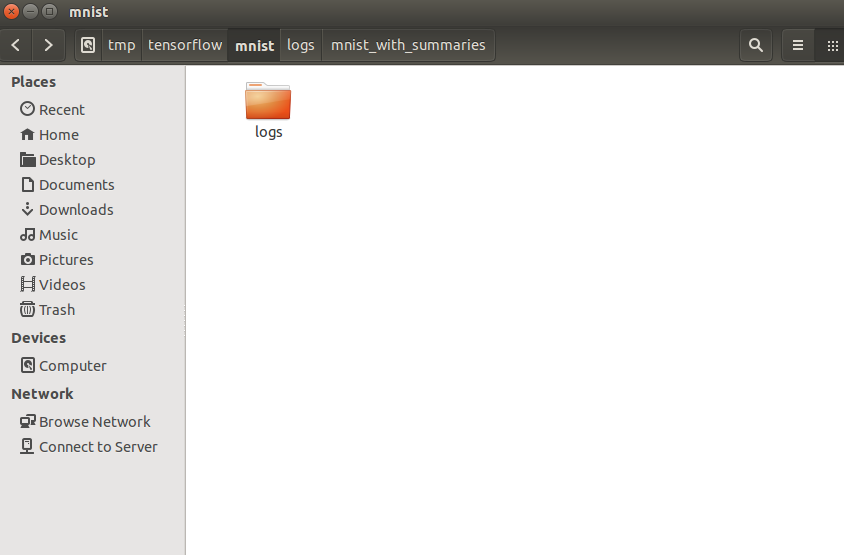 mnist
tmp tensorflow mnist logs mnist_with_summaries
Places
Recent
Home
Desktop
Documents
Downloads
Music
Pictures
Videos
Trash
Devices
Computer
Network
Browse Network
Connect to Server
logs